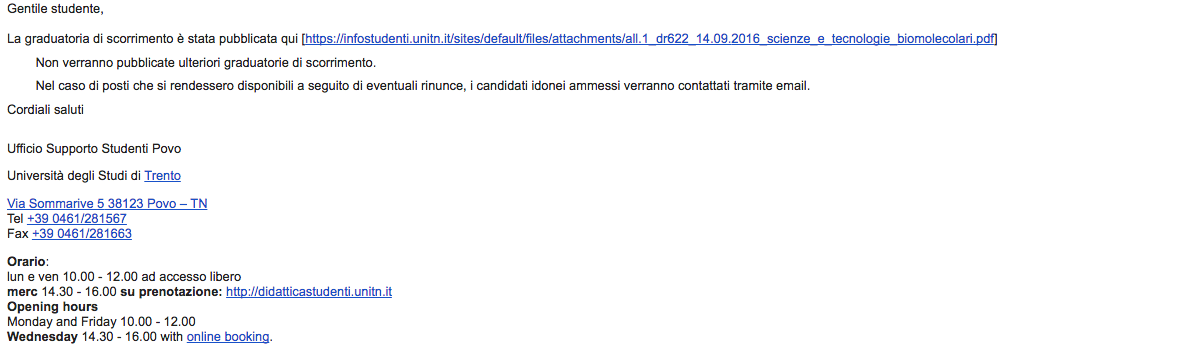 Gentile studente,
La graduatoria di scorrimento è stata pubblicata qui [https://infostudenti.unitn.it/sites/default/files/attachments/all.1_dr622_14.09.2016_scienze_e_tecnologie_biomolecolari.pdf]
Non verranno pubblicate ulteriori graduatorie di scorrimento.
Nel caso di posti che si rendessero disponibili a seguito di eventuali rinunce, i candidati idonei ammessi verranno contattati tramite email.
Cordiali saluti
Ufficio Supporto Studenti Povo
Università degli Studi di Trento
Via Sommarive 5 38123 Povo – TN
Tel +39 0461/281567
Fax +39 0461/281663
Orario:
lun e ven 10.00 - 12.00 ad accesso libero
merc 14.30 - 16.00 su prenotazione: http://didatticastudenti.unitn.it
Opening hours
Monday and Friday 10.00 - 12.00
Wednesday 14.30 - 16.00 with online booking.